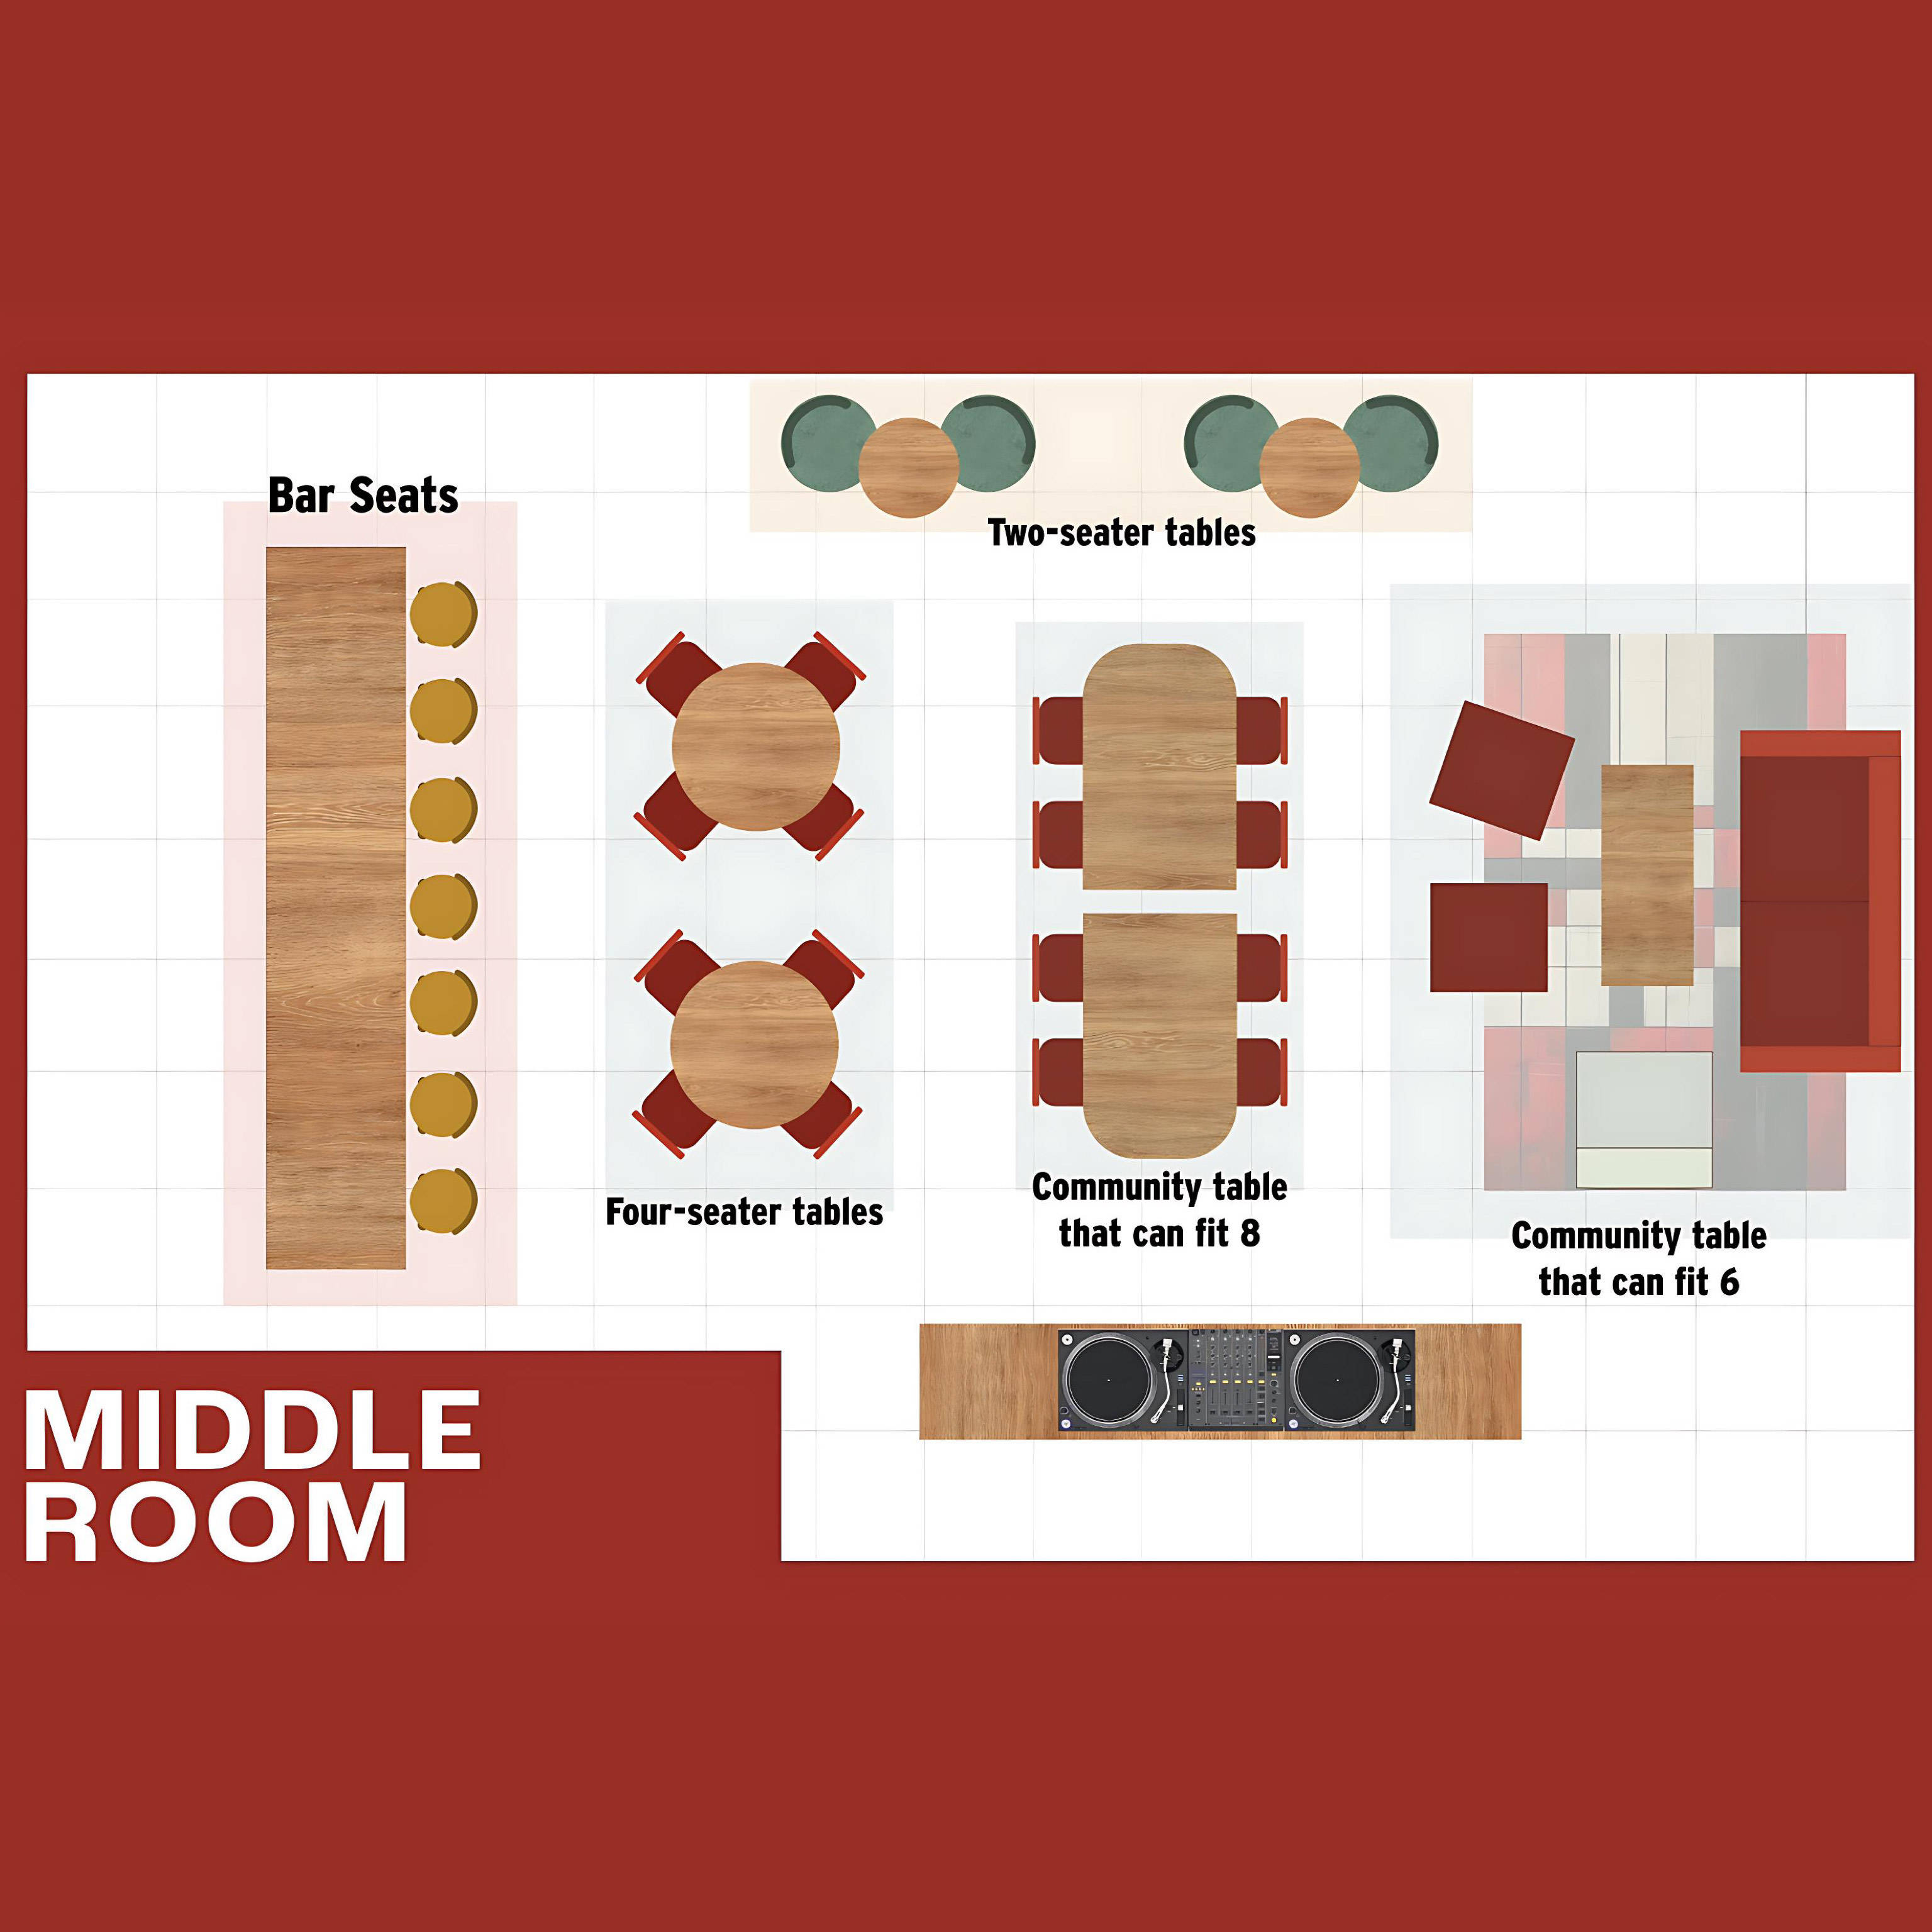 Bar Seats
Two-seater tables
Four-seater tables
Community table
that can fit 8
Community table
that can fit 6
MIDDLE
ROOM